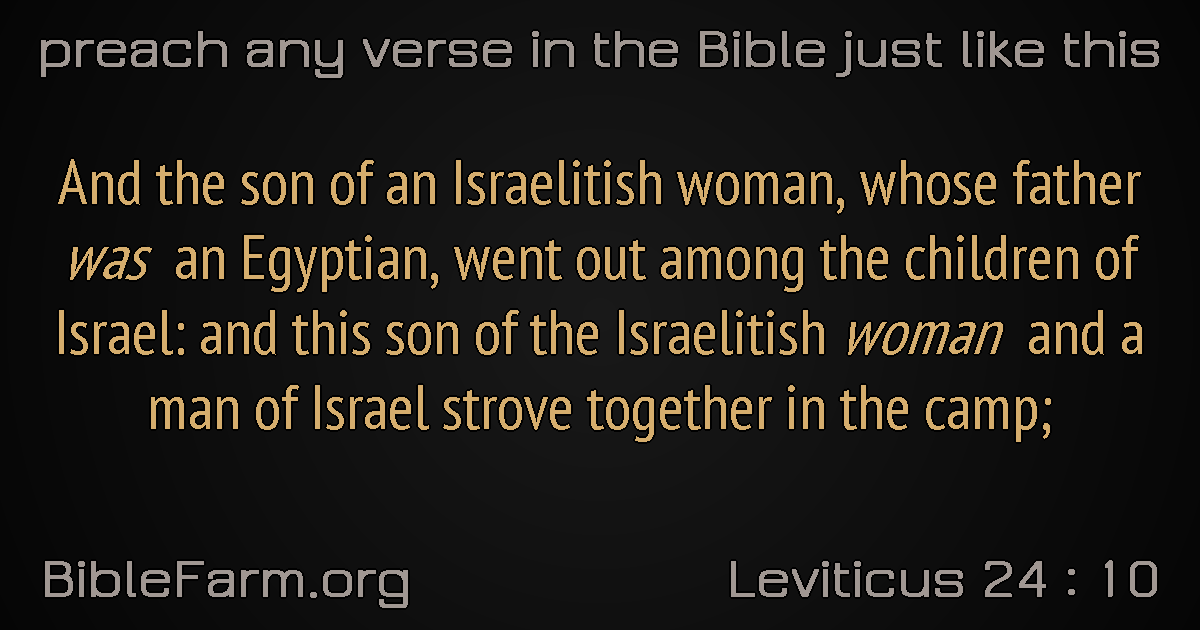 preach any verse in the Bible just like this
And the son of an Israelitish woman, whose father
was an Egyptian, went out among the children of
Israel: and this son of the Israelitish woman and a
man of Israel strove together in the camp;
BibleFarm.org
Leviticus 24 : 10